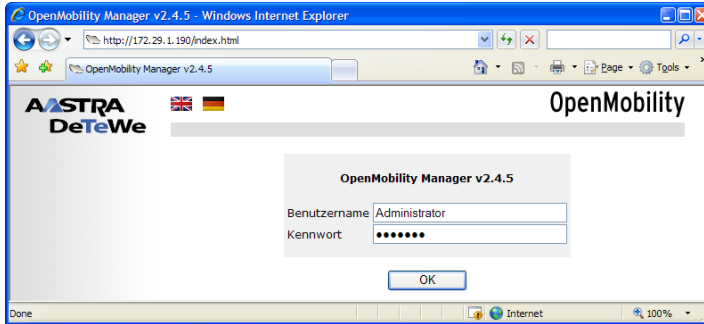 OpenMobility Manager v2.4.5 - Windows Internet Explorer
http://172.29.1.190/index.html
OpenMobility Manager v2.4.5
Page
Tools
AASTRA
DeTeWe
OpenMobility
OpenMobility Manager v2.4.5
Benutzername Administrator
Kennwort •••••••
OK
Done Internet 100%